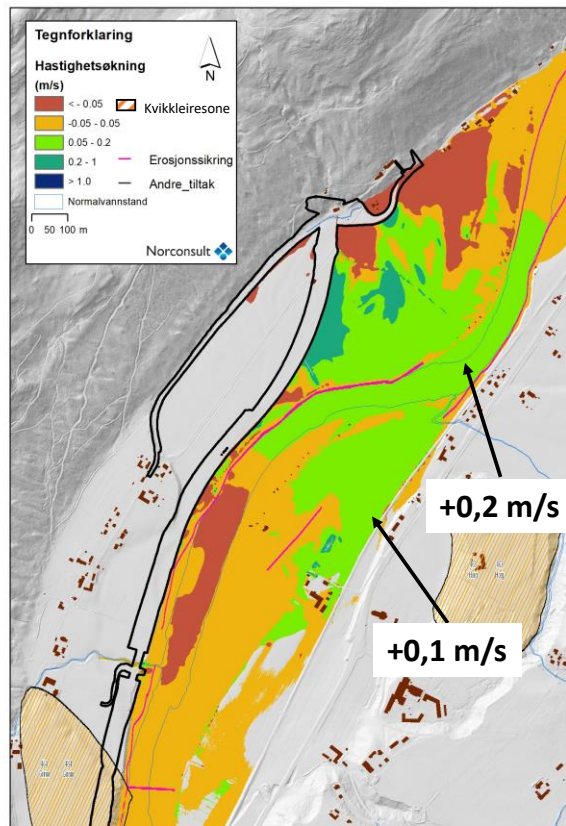 Tegnforklaring
Hastighetsøkning
(m/s)
N
< - 0.05
Kvikkleiresone
-0.05 - 0.05
0.05 - 0.2
0.2 - 1
Erosjonssikring
> 1.0
Andre_tiltak
Normalvannstand
0 50 100 m
Norconsult
+0,2 m/s
+0,1 m/s